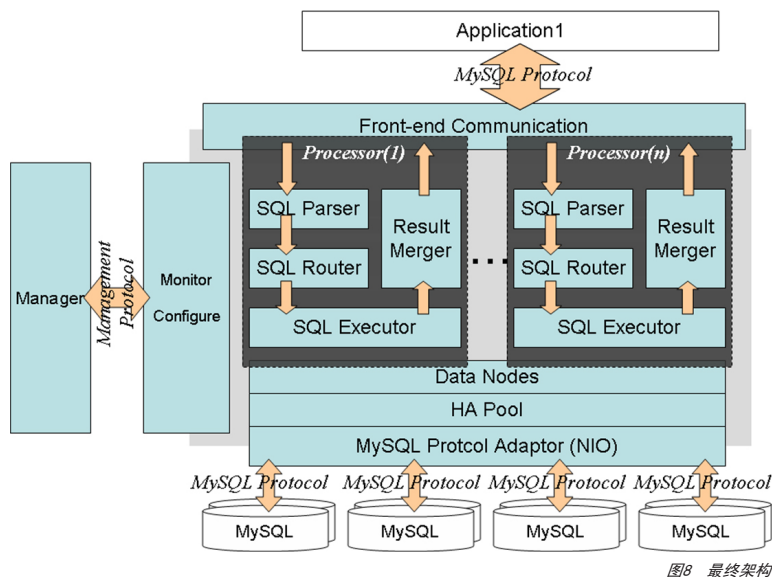 Application1
MySQL Protocol
Front-end Communication
Processor(1)
Processor(n)
SQL Parser
SQL Router
Result
Merger
SQL Executor
...
SQL Parser
SQL Router
Result
Merger
SQL Executor
Manager
Management
Protocol
Monitor
Configure
Data Nodes
HA Pool
MySQL Protcol Adaptor (NIO)
MySQL Protocol
MySQL Protocol
MySQL Protocol
MySQL Protocol
MySQL
MySQL
MySQL
MySQL
图8 最终架构